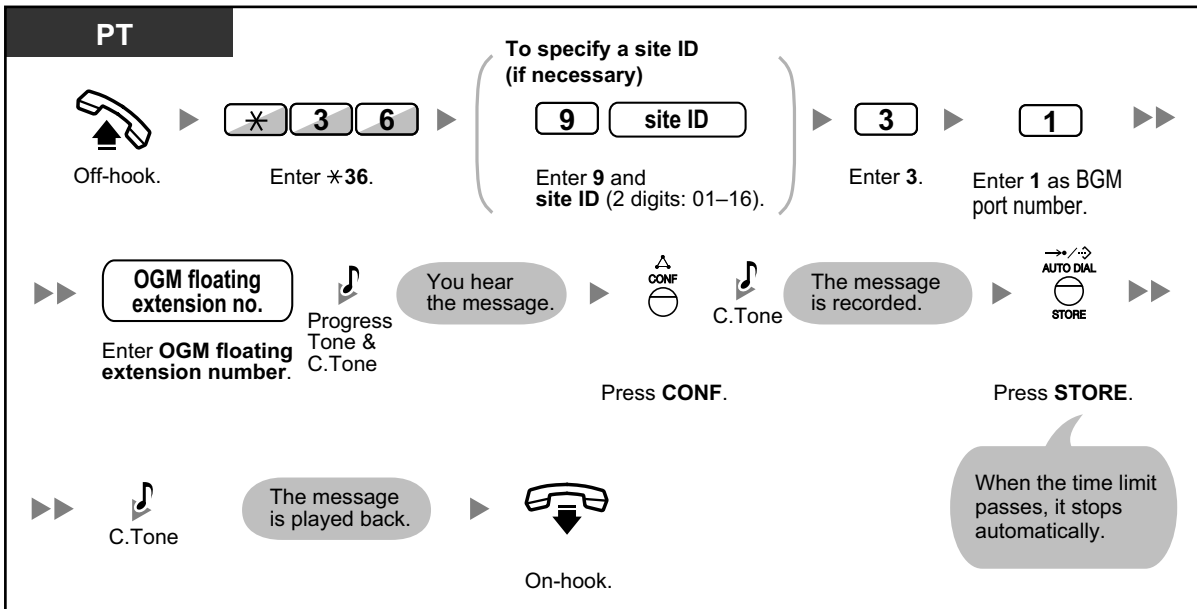 PT
Off-hook.
✳ 3 6
Enter ✳36.
To specify a site ID
(if necessary)
9 site ID
Enter 9 and
site ID (2 digits: 01–16).
3
Enter 3.
1
Enter 1 as BGM
port number.
OGM floating
extension no.
Enter OGM floating
extension number.
Progress
Tone &
C.Tone
You hear
the message.
CONF
Press CONF.
C.Tone
The message
is recorded.
AUTO DIAL
STORE
Press STORE.
When the time limit
passes, it stops
automatically.
C.Tone
The message
is played back.
On-hook.